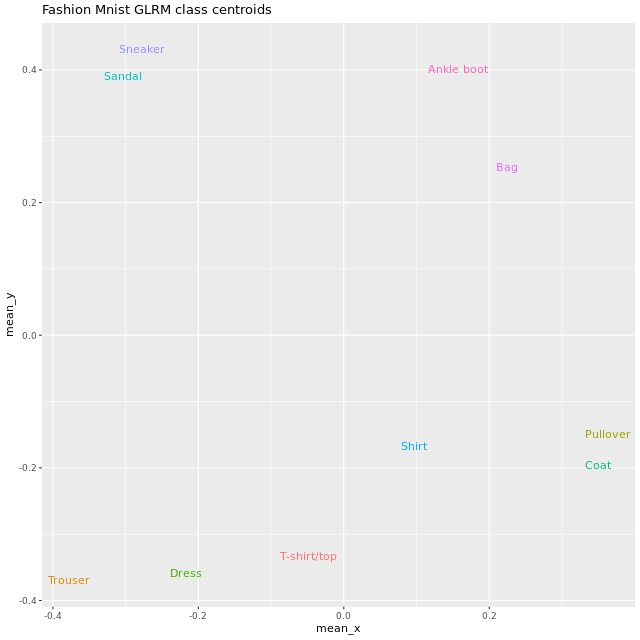 Fashion Mnist GLRM class centroids
Sneaker
Sandal
Ankle boot
Bag
Shirt
Pullover
Coat
T-shirt/top
Dress
Trouser
mean_y
0.4
0.2
0.0
-0.2
-0.4
-0.4
-0.2
0.0
0.2
mean_x